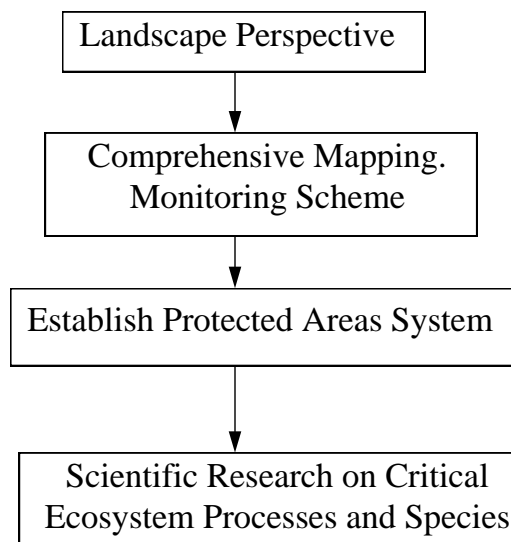 Landscape Perspective
Comprehensive Mapping.
Monitoring Scheme
Establish Protected Areas System
Scientific Research on Critical
Ecosystem Processes and Species